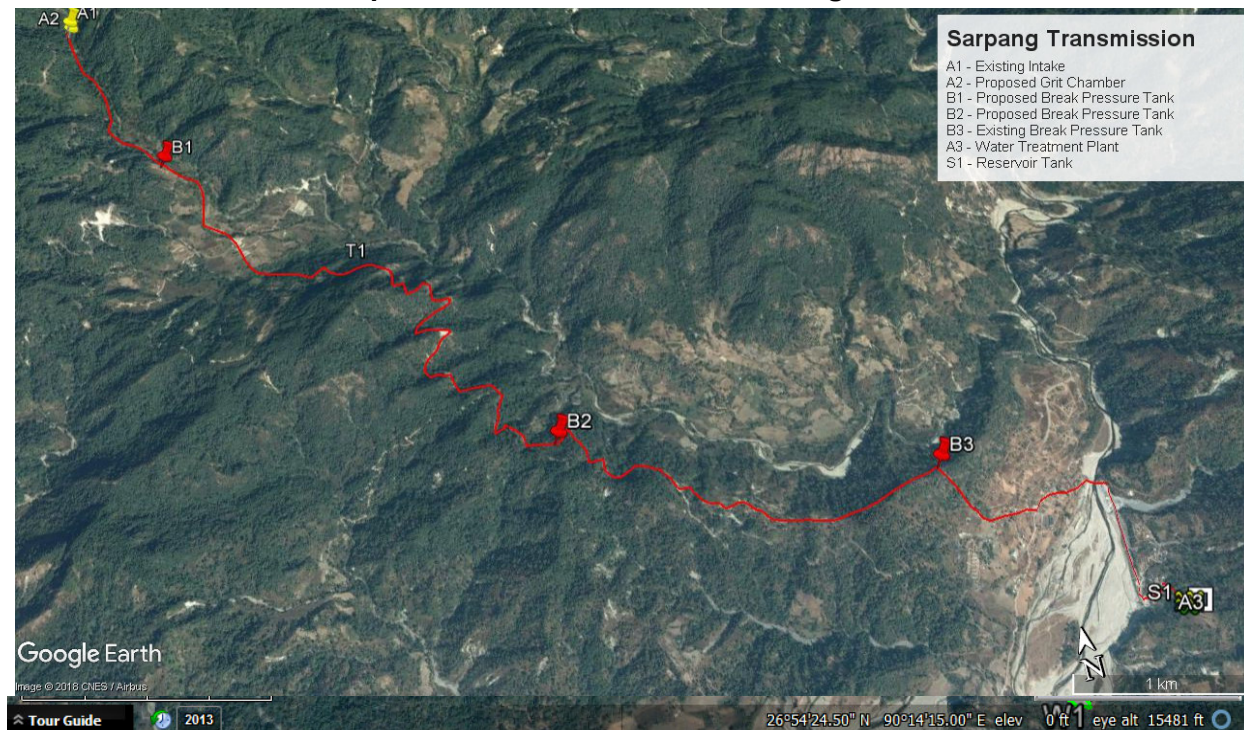 A2 A1
Sarpang Transmission
A1 - Existing Intake
A2 - Proposed Grit Chamber
B1 - Proposed Break Pressure Tank
B2 - Proposed Break Pressure Tank
B3 - Existing Break Pressure Tank
A3 - Water Treatment Plant
S1 - Reservoir Tank
B1
T1
B2
B3
S1 A3
N
Google Earth
1 km
Image © 2018 CNES / Airbus
Tour Guide 2013 26°54'24.50" N 90°14'15.00" E elev 0 ft W1 eye alt 15481 ft